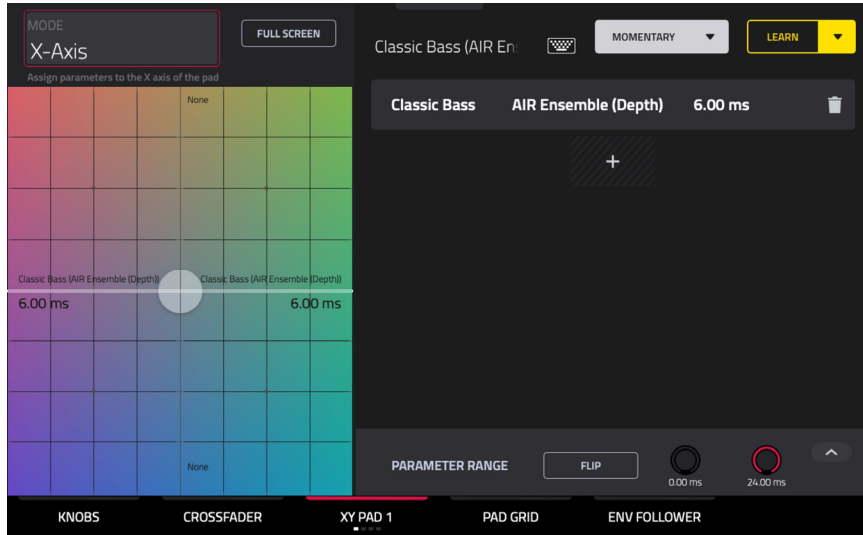 MODE
X-Axis
FULL SCREEN
Assign parameters to the X axis of the pad
Classic Bass (AIR En
MOMENTARY
LEARN
None
Classic Bass AIR Ensemble (Depth) 6.00 ms
+
Classic Bass (AIR Ensemble (Depth)) Classic Bass (AIR Ensemble (Depth))
6.00 ms 6.00 ms
None
PARAMETER RANGE FLIP
0.00 ms 24.00 ms
KNOBS CROSSFADER XY PAD 1 PAD GRID ENV FOLLOWER